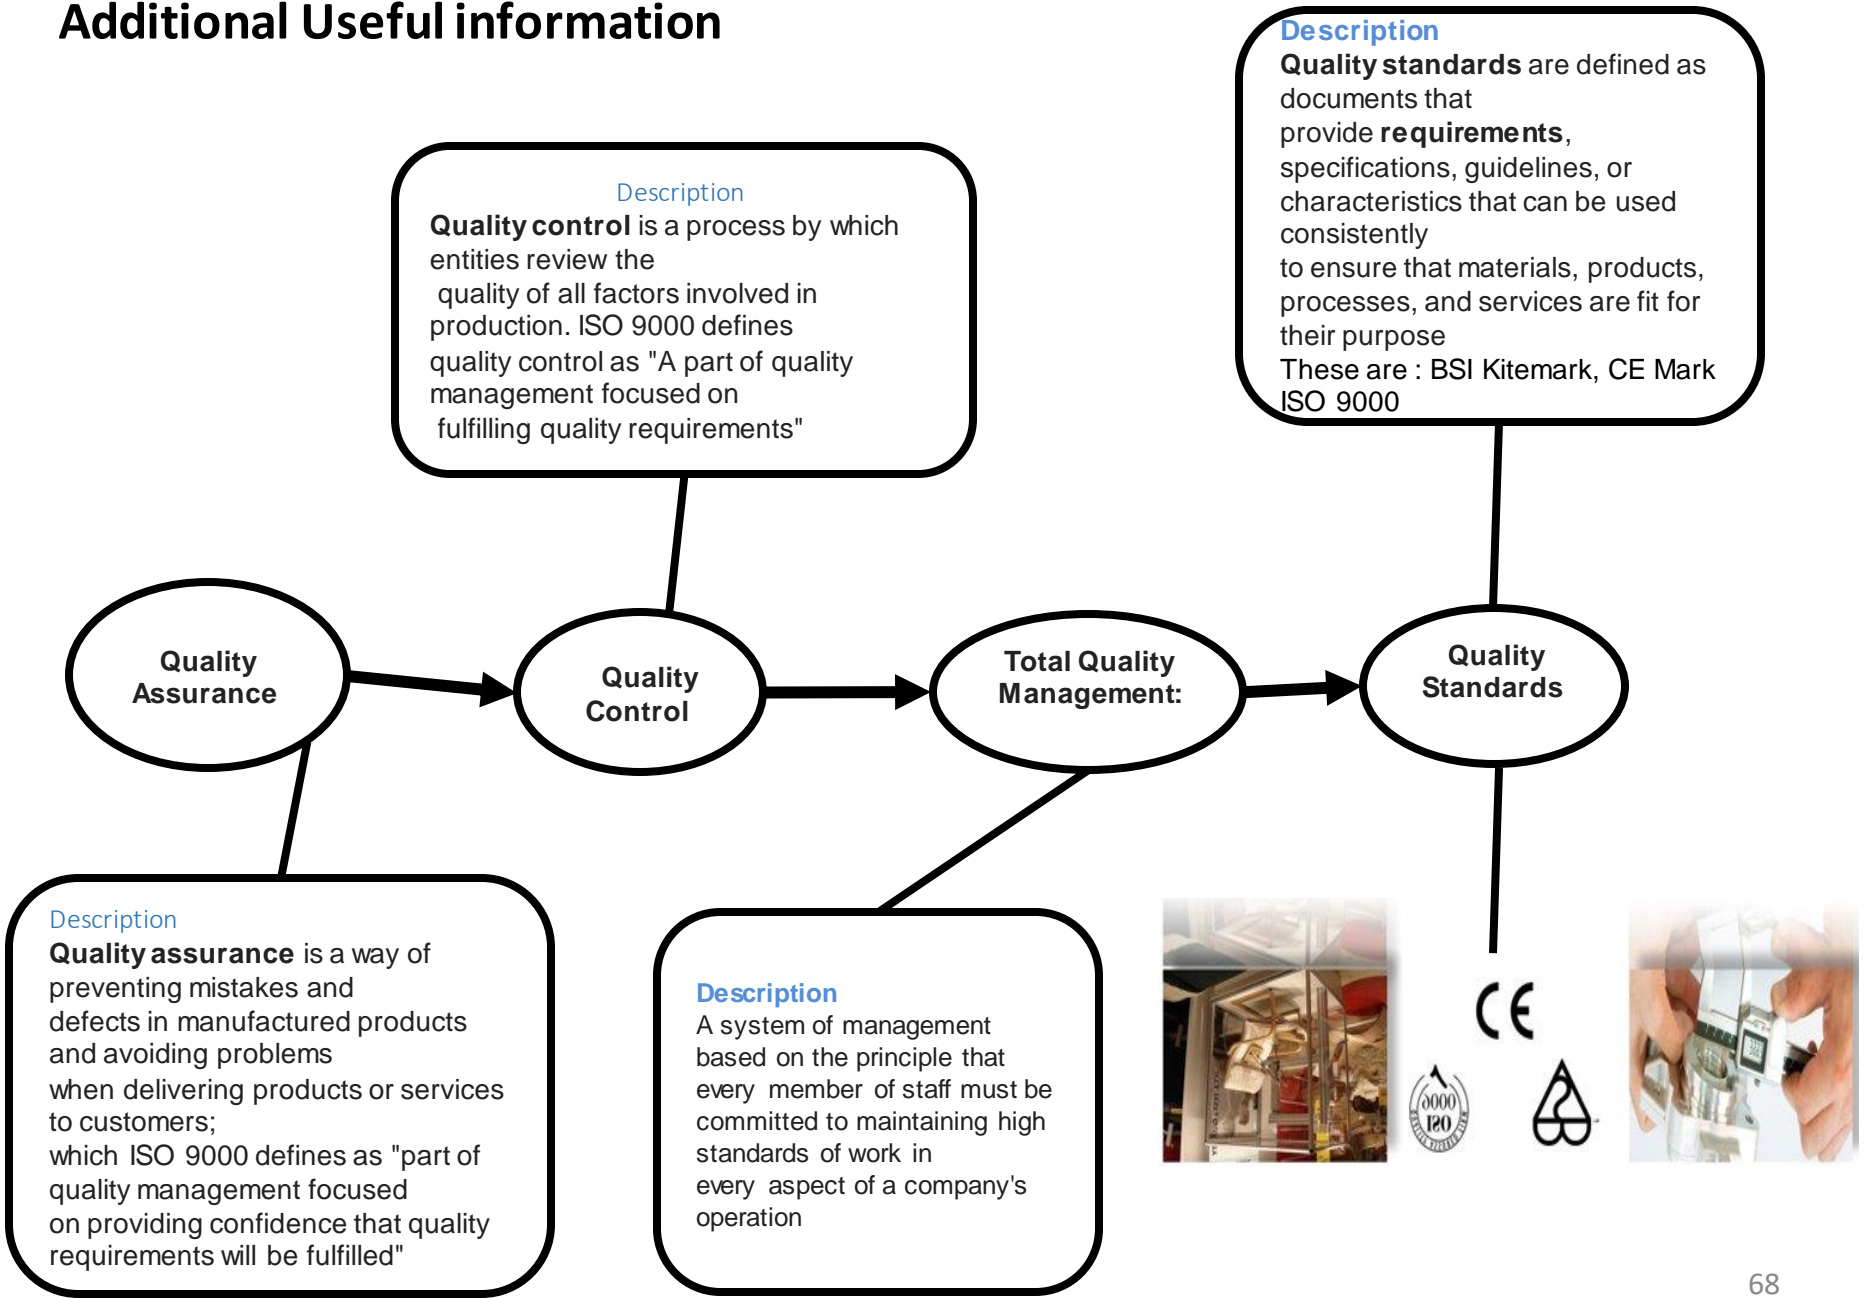 Additional Useful information
Description
Quality standards are defined as
documents that
provide requirements,
specifications, guidelines, or
characteristics that can be used
consistently
to ensure that materials, products,
processes, and services are fit for
their purpose
These are : BSI Kitemark, CE Mark
ISO 9000
Description
Quality control is a process by which
entities review the
quality of all factors involved in
production. ISO 9000 defines
quality control as "A part of quality
management focused on
fulfilling quality requirements"
Quality
Assurance
Quality
Control
Total Quality
Management:
Quality
Standards
Description
Quality assurance is a way of
preventing mistakes and
defects in manufactured products
and avoiding problems
when delivering products or services
to customers;
which ISO 9000 defines as "part of
quality management focused
on providing confidence that quality
requirements will be fulfilled"
Description
A system of management
based on the principle that
every member of staff must be
committed to maintaining high
standards of work in
every aspect of a company's
operation
CE
9000
ISO
68